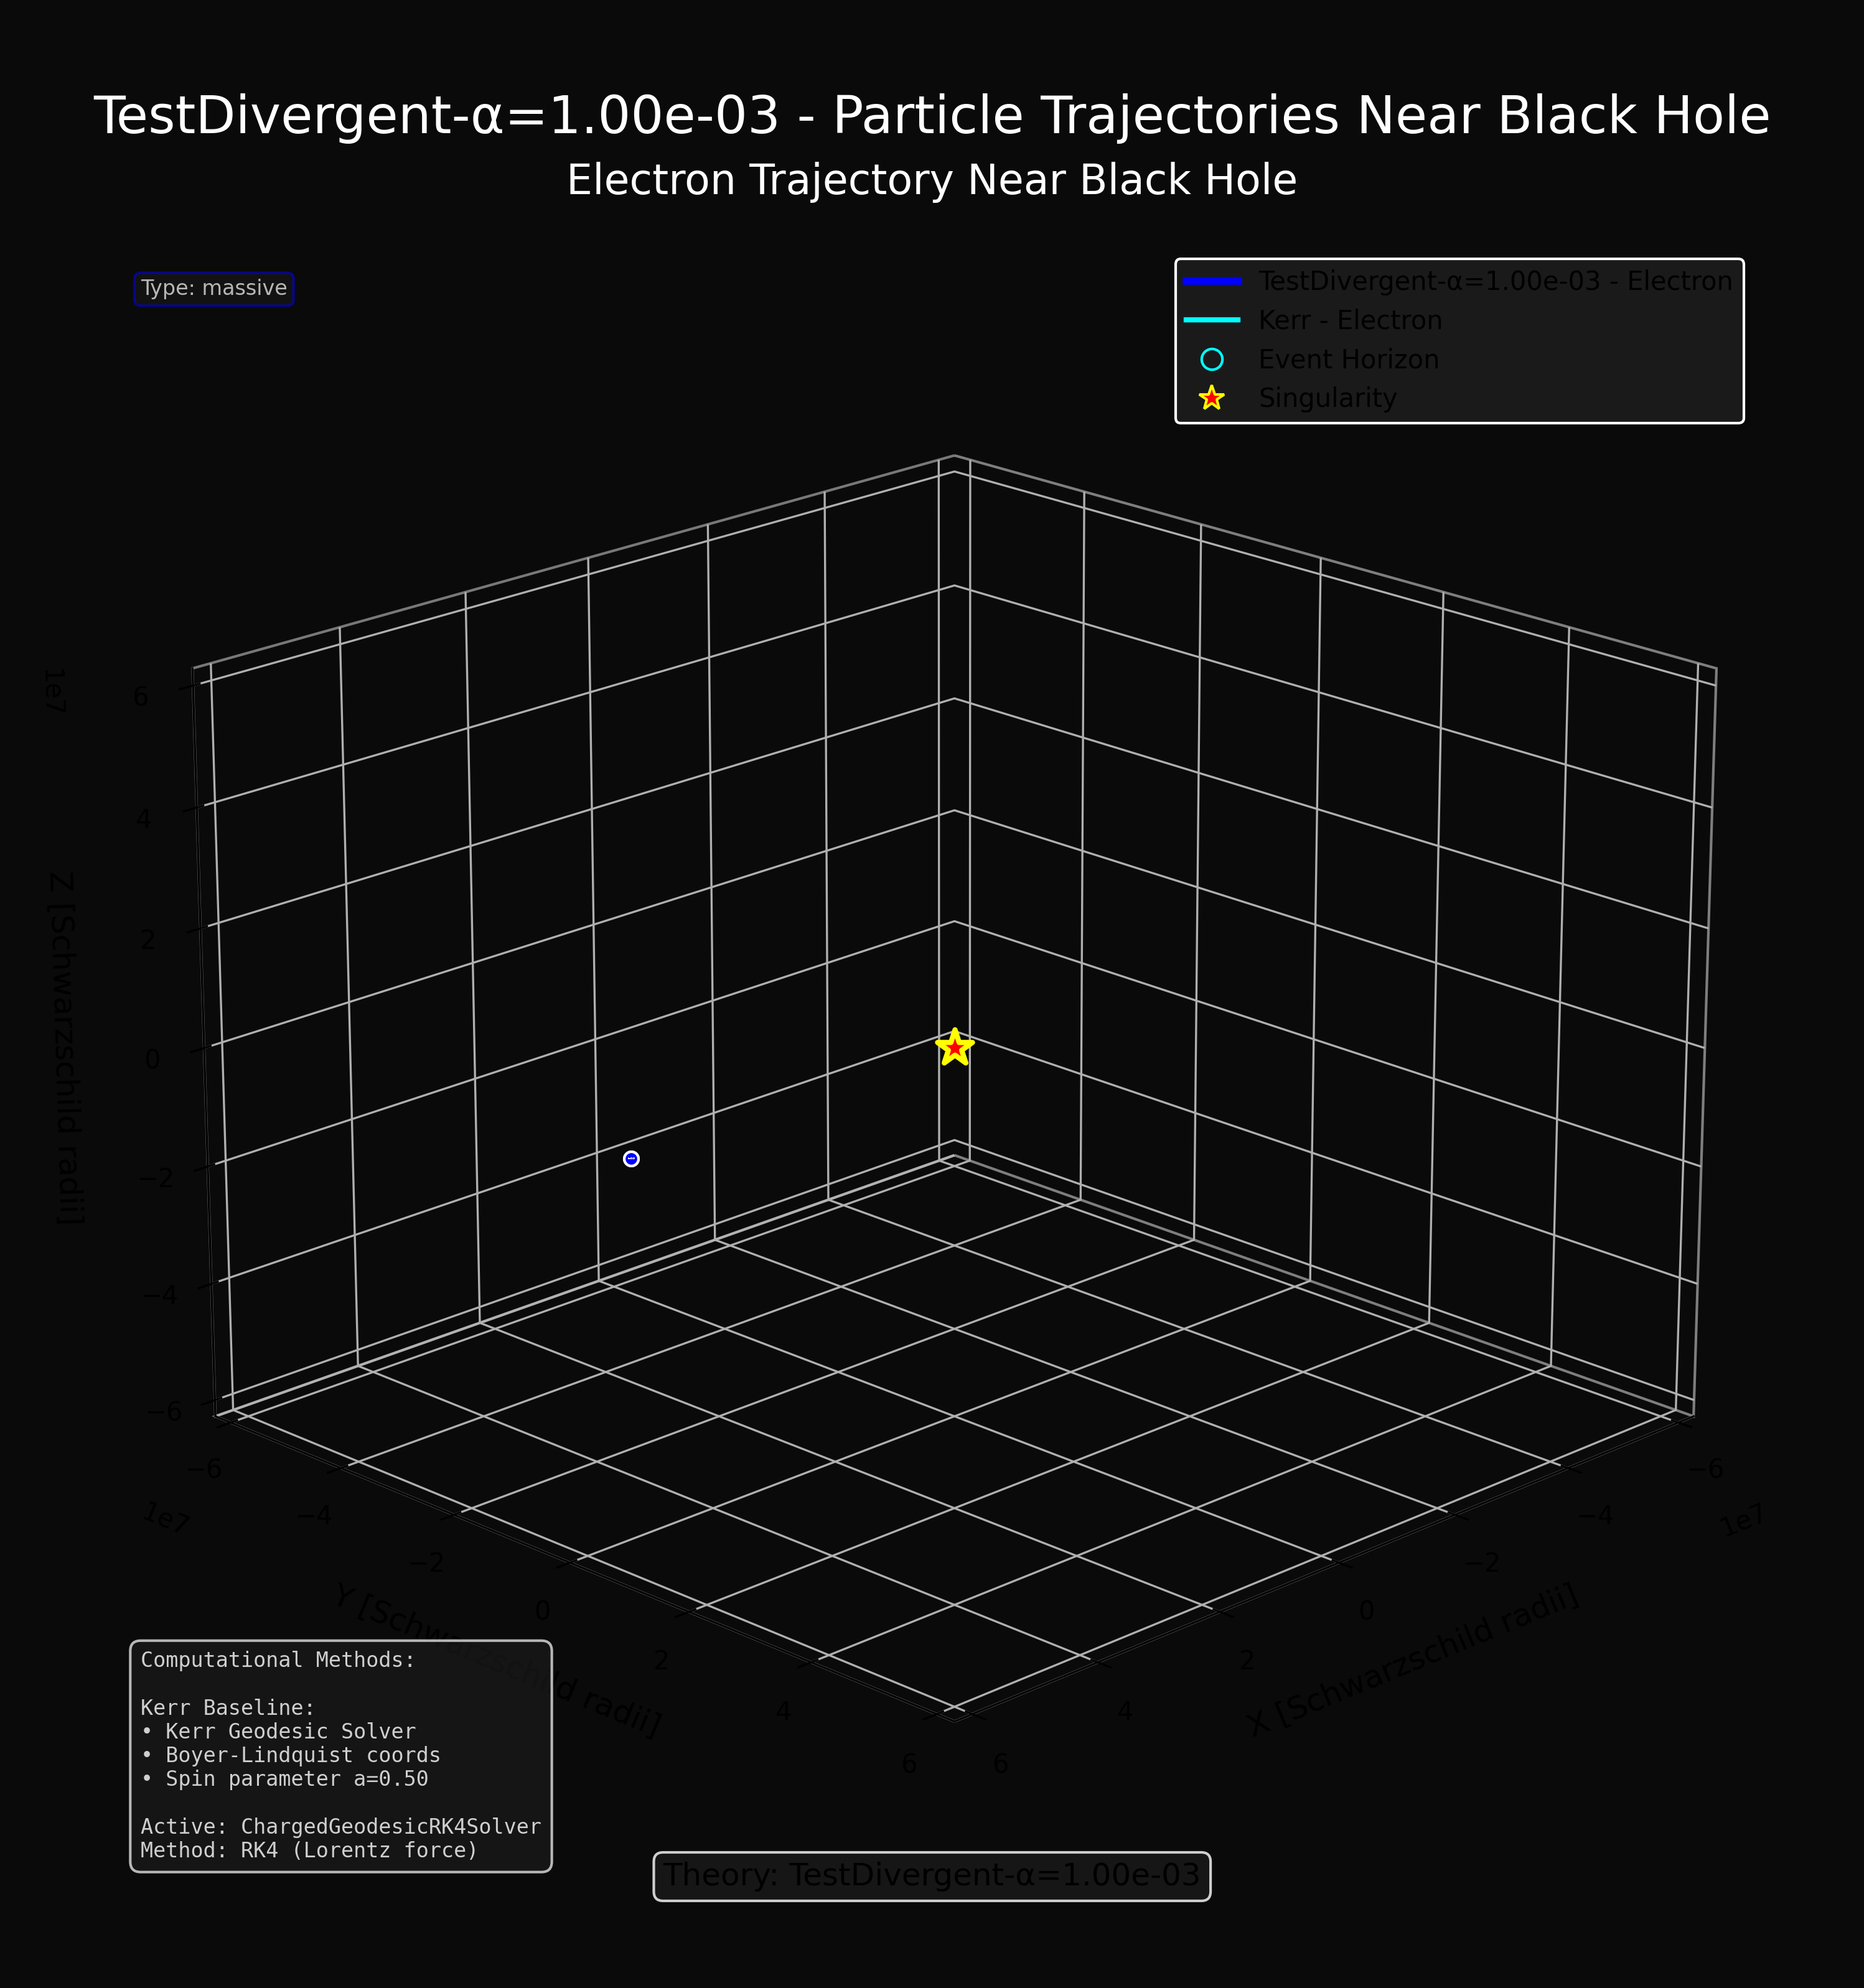 TestDivergent-α=1.00e-03 - Particle Trajectories Near Black Hole
Electron Trajectory Near Black Hole
Type: massive
TestDivergent-α=1.00e-03 - Electron
Kerr - Electron
Event Horizon
Singularity
1e7
6
4
2
0
−2
−4
−6
Z [Schwarzschild radii]
−6
−4
−2
0
2
4
6
1e7
Y [Schwarzschild radii]
−6
−4
−2
0
2
4
6
1e7
X [Schwarzschild radii]
Computational Methods:
Kerr Baseline:
• Kerr Geodesic Solver
• Boyer-Lindquist coords
• Spin parameter a=0.50
Active: ChargedGeodesicRK4Solver
Method: RK4 (Lorentz force)
Theory: TestDivergent-α=1.00e-03